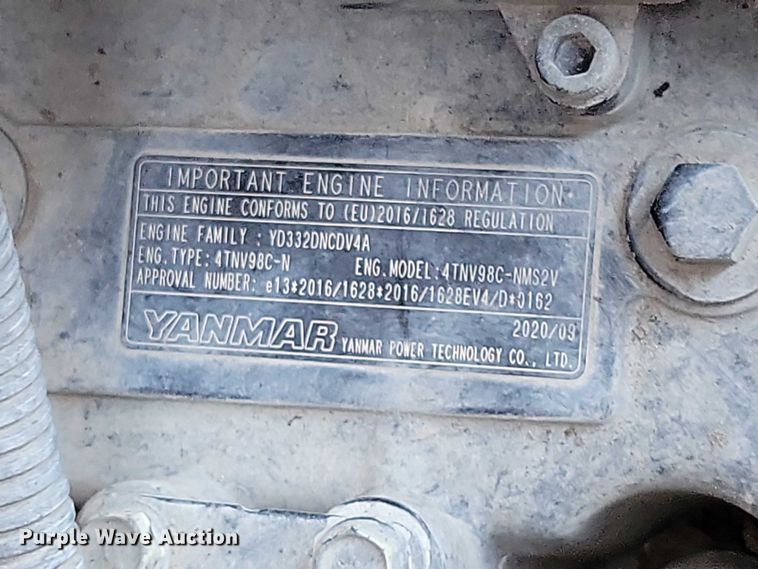 IMPORTANT ENGINE INFORMATION
THIS ENGINE CONFORMS TO (EU)2016/1628 REGULATION
ENGINE FAMILY : YD332DNCDV4A
ENG.TYPE:4TNV98C-N ENG.MODEL:4TNV98C-NMS2V
APPROVAL NUMBER: e13*2016/1628*2016/1628EV4/D*0162
2020/09
YANMAR YANMAR POWER TECHNOLOGY CO., LTD.
Purple Wave Auction